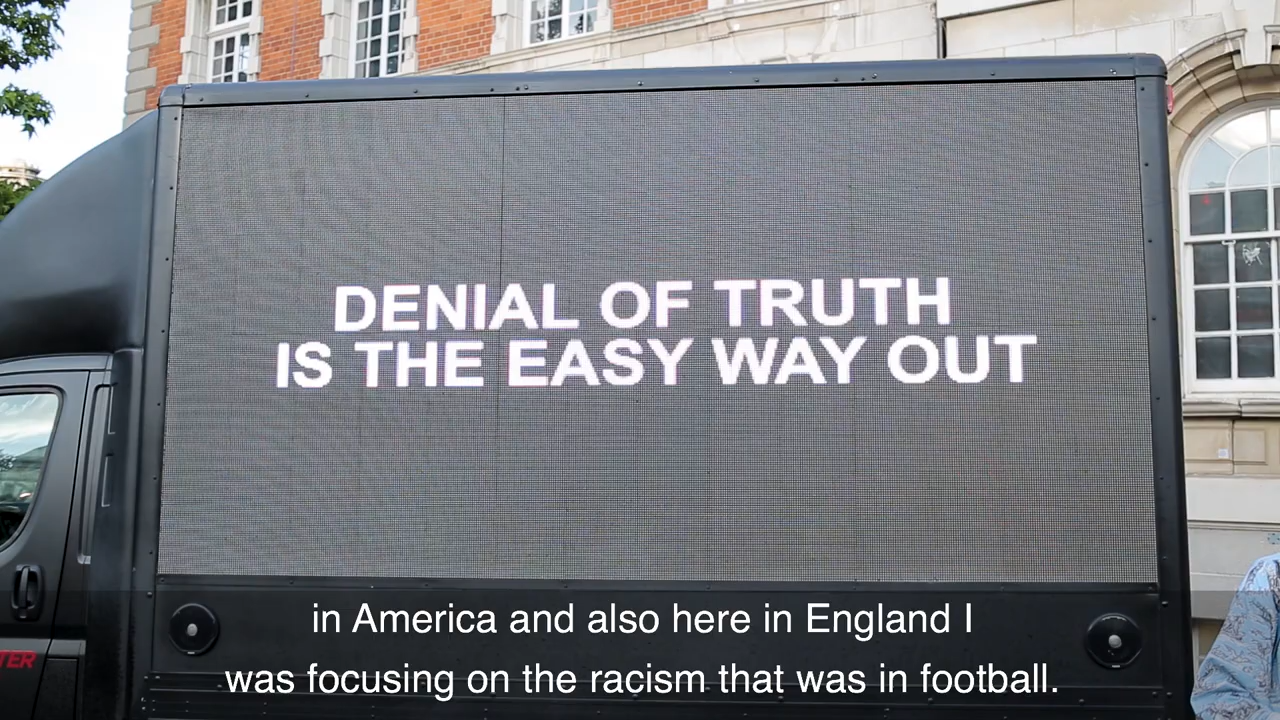 DENIAL OF TRUTH
IS THE EASY WAY OUT
TER
in America and also here in England I
was focusing on the racism that was in football.